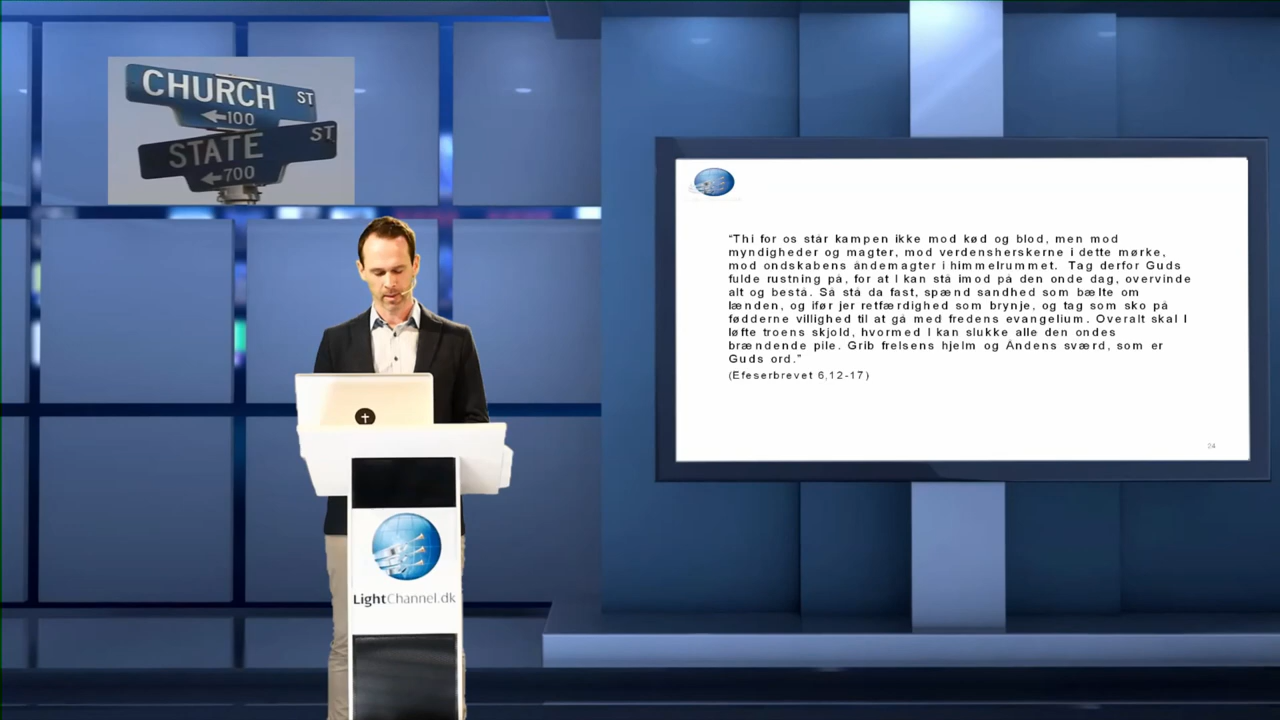 CHURCH ST
←100
STATE ST
←700
“Thi for os står kampen ikke mod kød og blod, men mod
myndigheder og magter, mod verdensherskerne i dette mørke,
mod ondskabens åndemagter i himmelrummet. Tag derfor Guds
fulde rustning på, for at I kan stå imod på den onde dag, overvinde
alt og bestå. Så stå da fast, spænd sandhed som bælte om
lænden, og ifør jer retfærdighed som brynje, og tag som sko på
fødderne villighed til at gå med fredens evangelium. Overalt skal I
løfte troens skjold, hvormed I kan slukke alle den ondes
brændende pile. Grib frelsens hjelm og Åndens sværd, som er
Guds ord.”
(Efeserbrevet 6,12-17)
24
LightChannel.dk